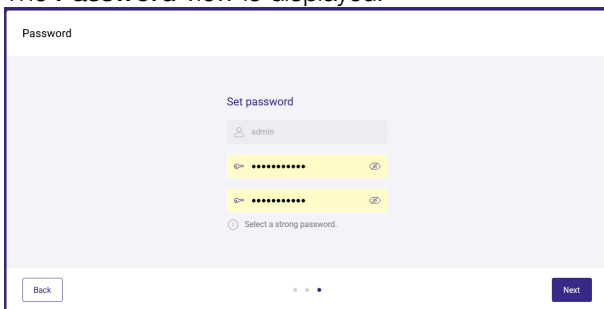 The Password view is displayed.
Password
Set password
admin
•••••••••••
•••••••••••
Select a strong password.
Back
Next